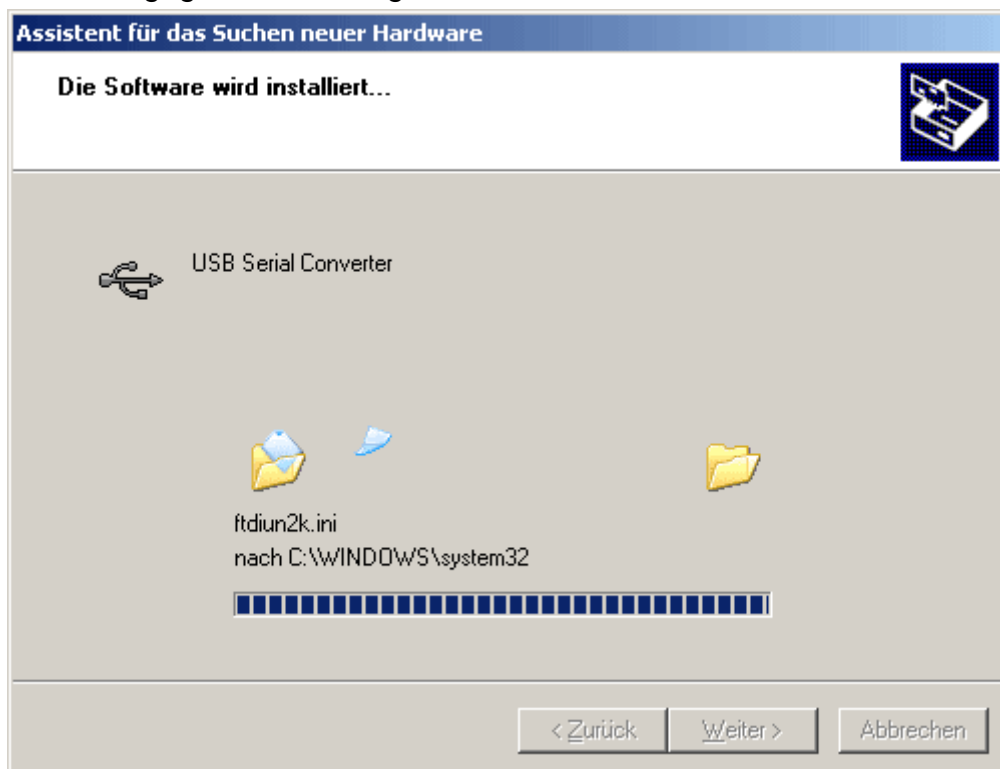 Assistent für das Suchen neuer Hardware
Die Software wird installiert...
USB Serial Converter
ftdiun2k.ini
nach C:\WINDOWS\system32
< Zurück
Weiter >
Abbrechen